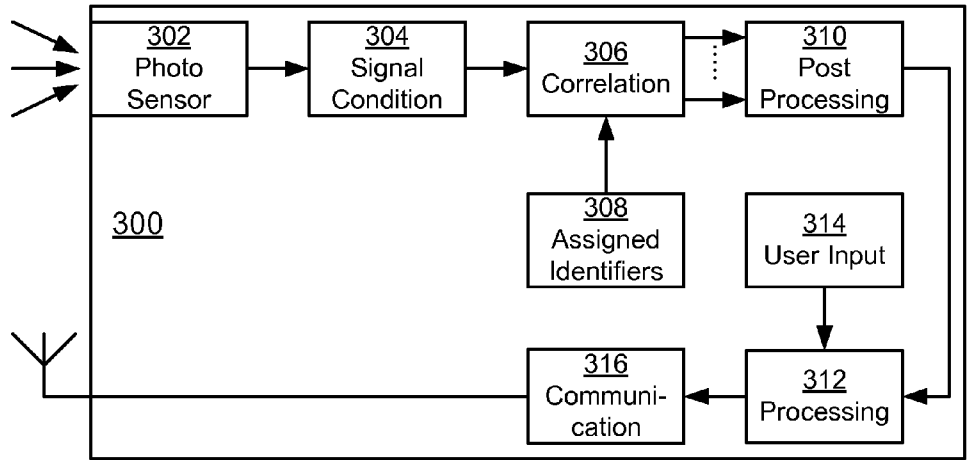 302
Photo
Sensor
304
Signal
Condition
306
Correlation
310
Post
Processing
300
308
Assigned
Identifiers
314
User Input
316
Communi-
cation
312
Processing